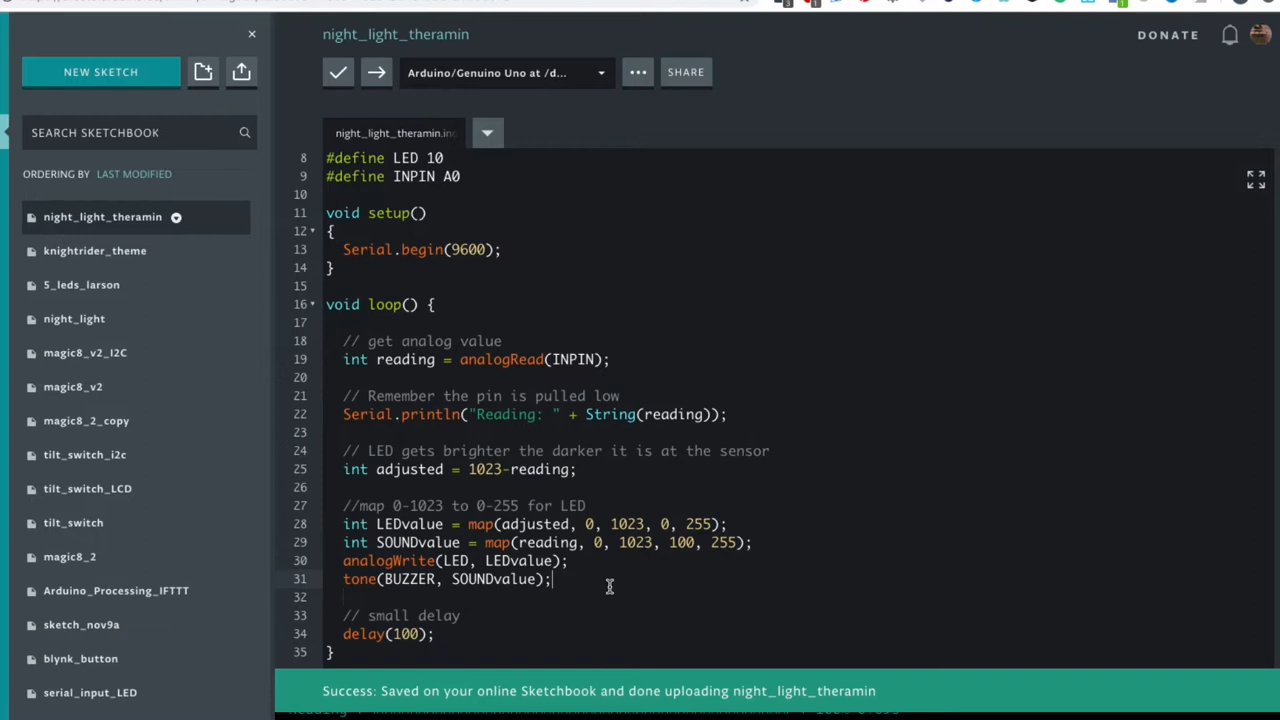 night_light_theramin
DONATE
NEW SKETCH
Arduino/Genuino Uno at /d...
SHARE
SEARCH SKETCHBOOK
night_light_theramin.inc
ORDERING BY LAST MODIFIED
night_light_theramin
knightrider_theme
5_leds_larson
night_light
magic8_v2_I2C
magic8_v2
magic8_2_copy
tilt_switch_i2c
tilt_switch_LCD
tilt_switch
magic8_2
Arduino_Processing_IFTTT
sketch_nov9a
blynk_button
serial_input_LED
8 #define LED 10
9 #define INPIN A0
10
11 void setup()
12 {
13 Serial.begin(9600);
14 }
15
16 void loop() {
17
18 // get analog value
19 int reading = analogRead(INPIN);
20
21 // Remember the pin is pulled low
22 Serial.println("Reading: " + String(reading));
23
24 // LED gets brighter the darker it is at the sensor
25 int adjusted = 1023-reading;
26
27 //map 0-1023 to 0-255 for LED
28 int LEDvalue = map(adjusted, 0, 1023, 0, 255);
29 int SOUNDvalue = map(reading, 0, 1023, 100, 255);
30 analogWrite(LED, LEDvalue);
31 tone(BUZZER, SOUNDvalue);
32
33 // small delay
34 delay(100);
35 }
Success: Saved on your online Sketchbook and done uploading night_light_theramin